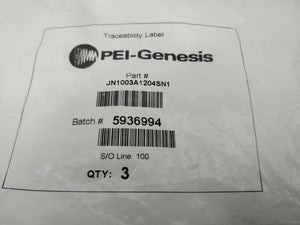 Traceability Label
PEI-Genesis
Part #
JN1003A1204SN1
Batch # 5936994
S/O Line: 100
QTY: 3